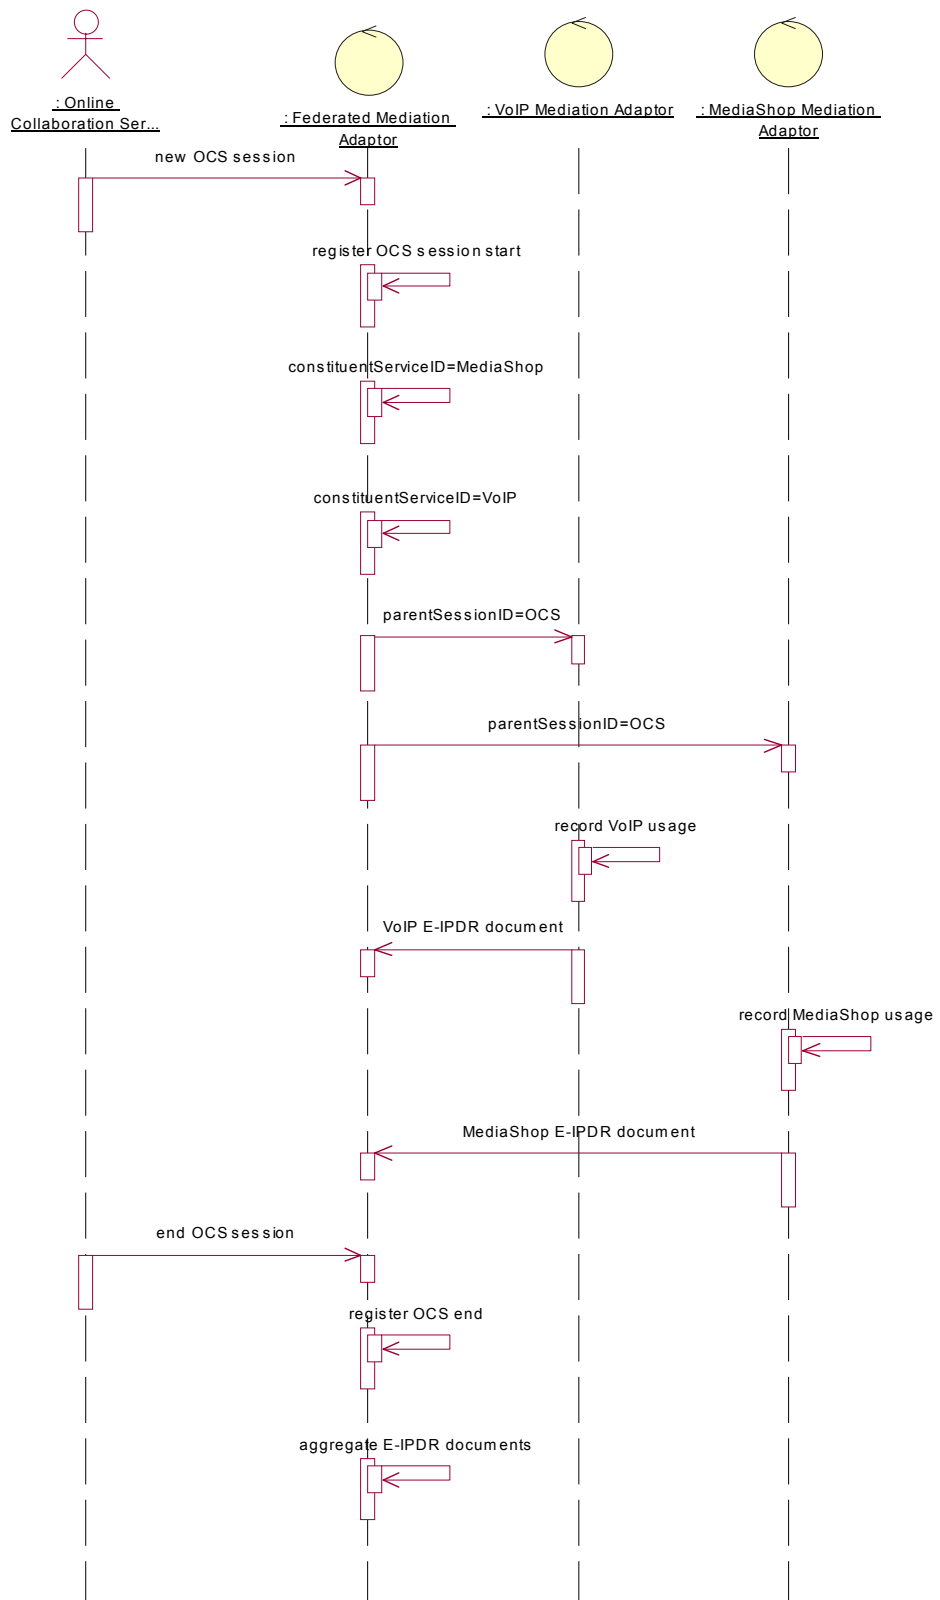 : Online
Collaboration Ser...
: Federated Mediation
Adaptor
: VoIP Mediation Adaptor
: MediaShop Mediation
Adaptor
new OCS session
register OCS session start
constituentServiceID=MediaShop
constituentServiceID=VoIP
parentSessionID=OCS
parentSessionID=OCS
record VoIP usage
VoIP E-IPDR document
record MediaShop usage
MediaShop E-IPDR document
end OCS session
register OCS end
aggregate E-IPDR documents